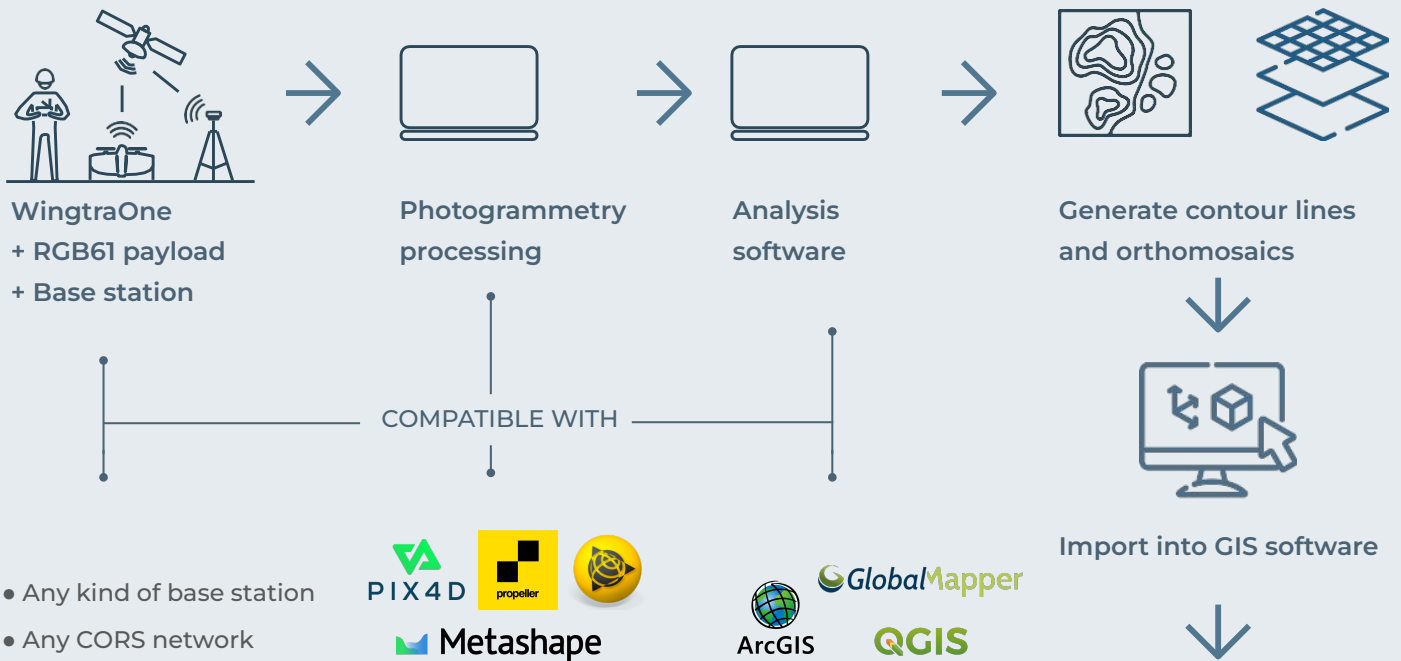 WingtraOne
+ RGB61 payload
+ Base station
Photogrammetry
processing
Analysis
software
Generate contour lines
and orthomosaics
COMPATIBLE WITH
Import into GIS software
● Any kind of base station
● Any CORS network
PIX4D
propeller
Metashape
ArcGIS
GlobalMapper
QGIS